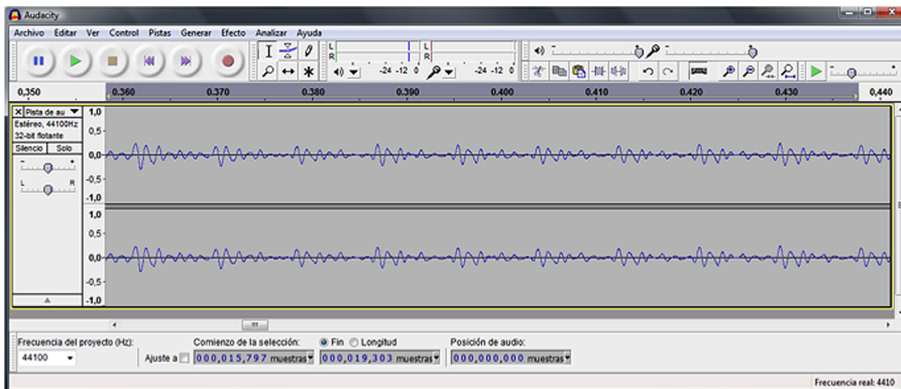 Audacity
Archivo Editar Ver Control Pistas Generar Efecto Analizar Ayuda
L
R
-24 -12 0
L
R
-24 -12 0
0,350 0,360 0,370 0,380 0,390 0,400 0,410 0,420 0,430 0,440
X Pista de au
Estéreo, 44100Hz
32-bit flotante
Silencio Solo
- +
L R
1,0
0,5-
0,0-
-0,5-
-1,0
1,0
0,5-
0,0-
-0,5-
-1,0
Frecuencia del proyecto (Hz): Comienzo de la selección: Fin Longitud Posición de audio:
44100 Ajuste a 000,015,797 muestras 000,019,303 muestras 000,000,000 muestras
Frecuencia real: 4410